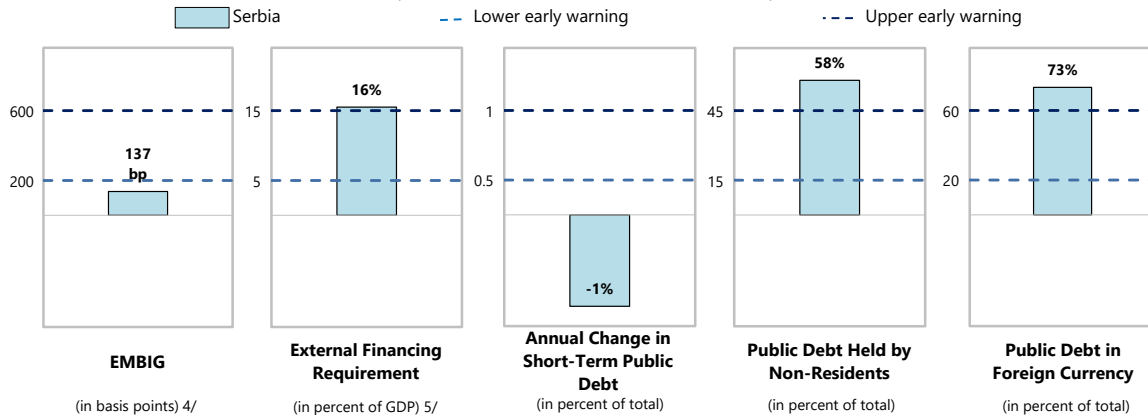 Serbia
Lower early warning
Upper early warning
600
200
137
bp
EMBIG
(in basis points) 4/
15
5
16%
External Financing
Requirement
(in percent of GDP) 5/
1
0.5
-1%
Annual Change in
Short-Term Public
Debt
(in percent of total)
45
15
58%
Public Debt Held by
Non-Residents
(in percent of total)
60
20
73%
Public Debt in
Foreign Currency
(in percent of total)